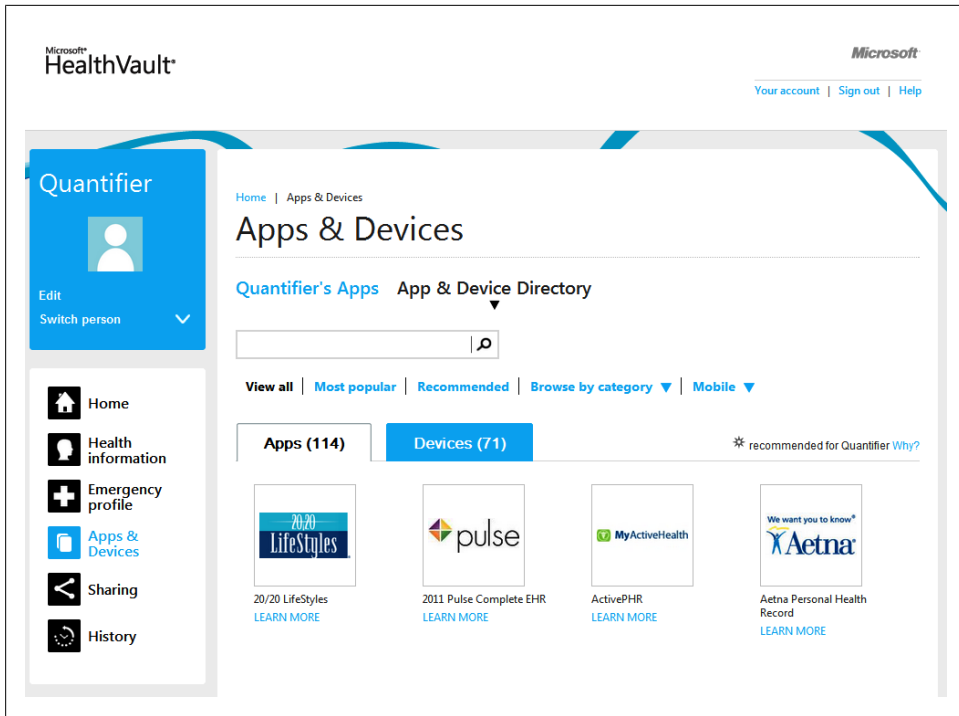 Microsoft®
HealthVault®
Microsoft
Your account | Sign out | Help
Quantifier
Edit
Switch person
Home
Health
information
Emergency
profile
Apps &
Devices
Sharing
History
Home | Apps & Devices
Apps & Devices
Quantifier's Apps App & Device Directory
View all | Most popular | Recommended | Browse by category ▼ | Mobile ▼
Apps (114) Devices (71)
recommended for Quantifier Why?
20/20
LifeStyles
pulse
MyActiveHealth
We want you to know®
Aetna
20/20 LifeStyles
LEARN MORE
2011 Pulse Complete EHR
LEARN MORE
ActivePHR
LEARN MORE
Aetna Personal Health
Record
LEARN MORE